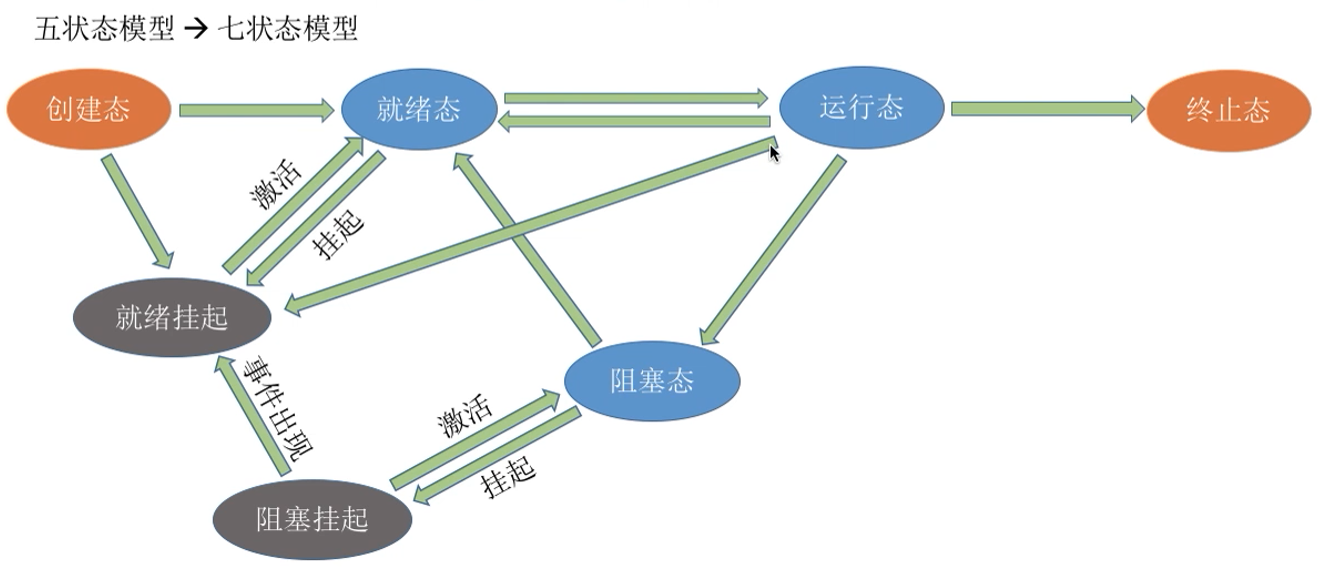 五状态模型 → 七状态模型
创建态
就绪态
运行态
终止态
激活
挂起
就绪挂起
事件出现
阻塞态
激活
挂起
阻塞挂起